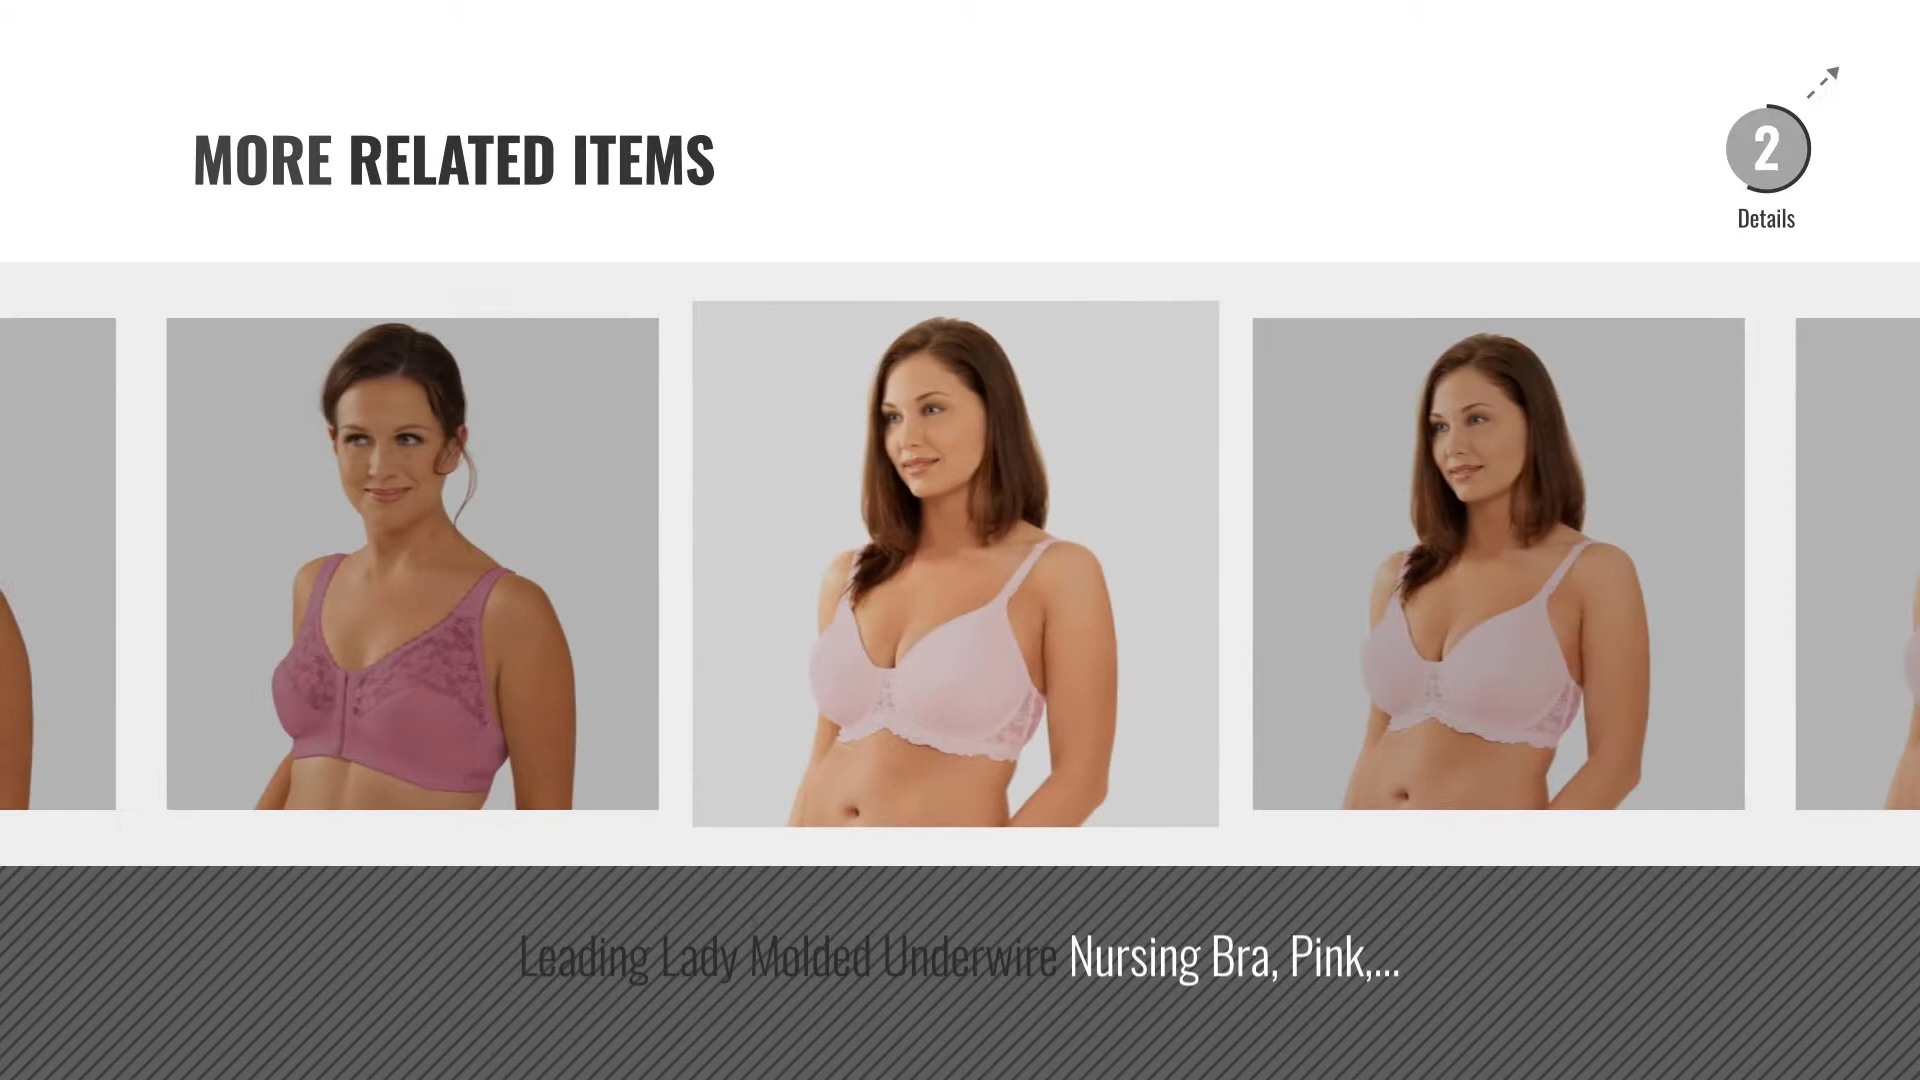 MORE RELATED ITEMS
2
Details
Leading Lady Molded Underwire Nursing Bra, Pink,...